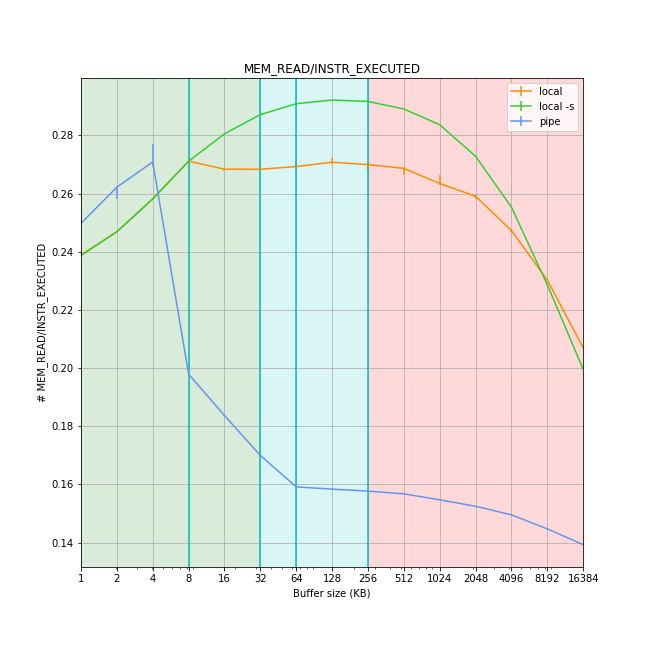 MEM_READ/INSTR_EXECUTED
local
local -s
pipe
# MEM_READ/INSTR_EXECUTED
0.28
0.26
0.24
0.22
0.20
0.18
0.16
0.14
1 2 4 8 16 32 64 128 256 512 1024 2048 4096 8192 16384
Buffer size (KB)